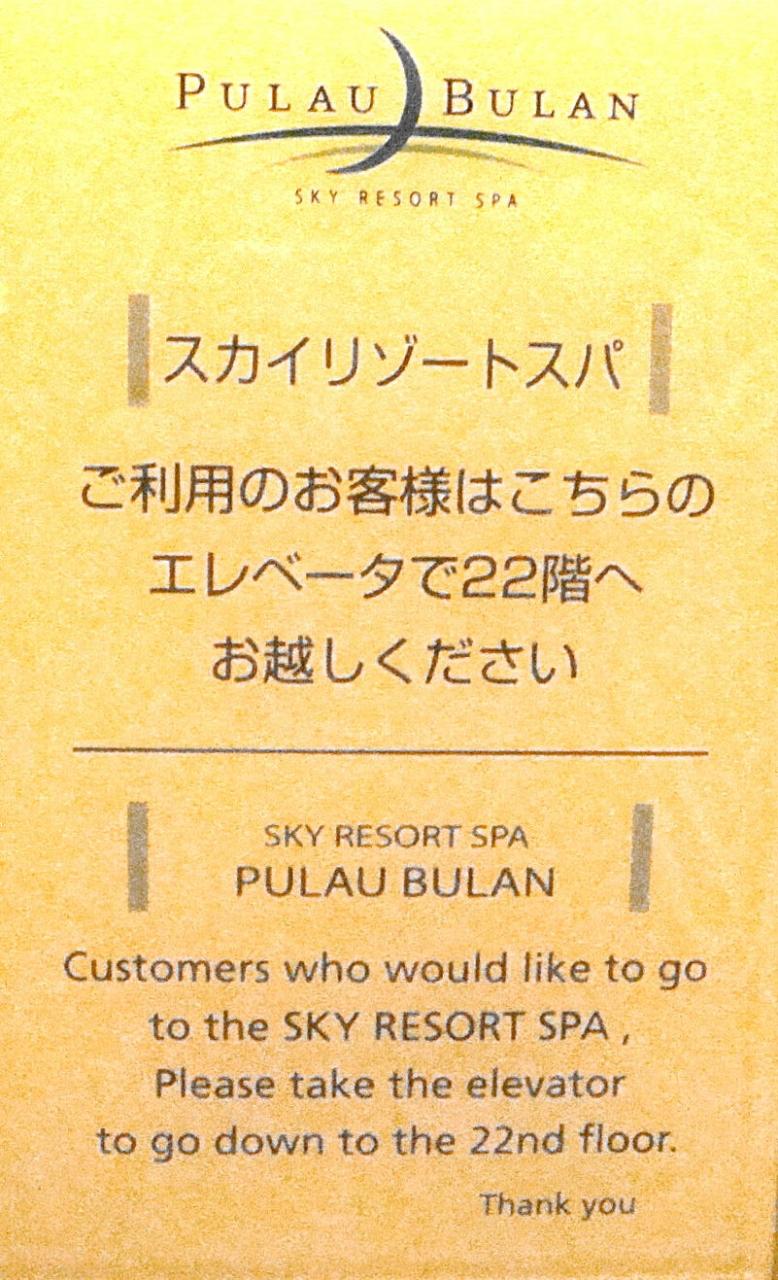 PULAU BULAN
SKY RESORT SPA
スカイリゾートスパ
ご利用のお客様はこちらの
エレベータで22階へ
お越しください
SKY RESORT SPA
PULAU BULAN
Customers who would like to go
to the SKY RESORT SPA ,
Please take the elevator
to go down to the 22nd floor.
Thank you